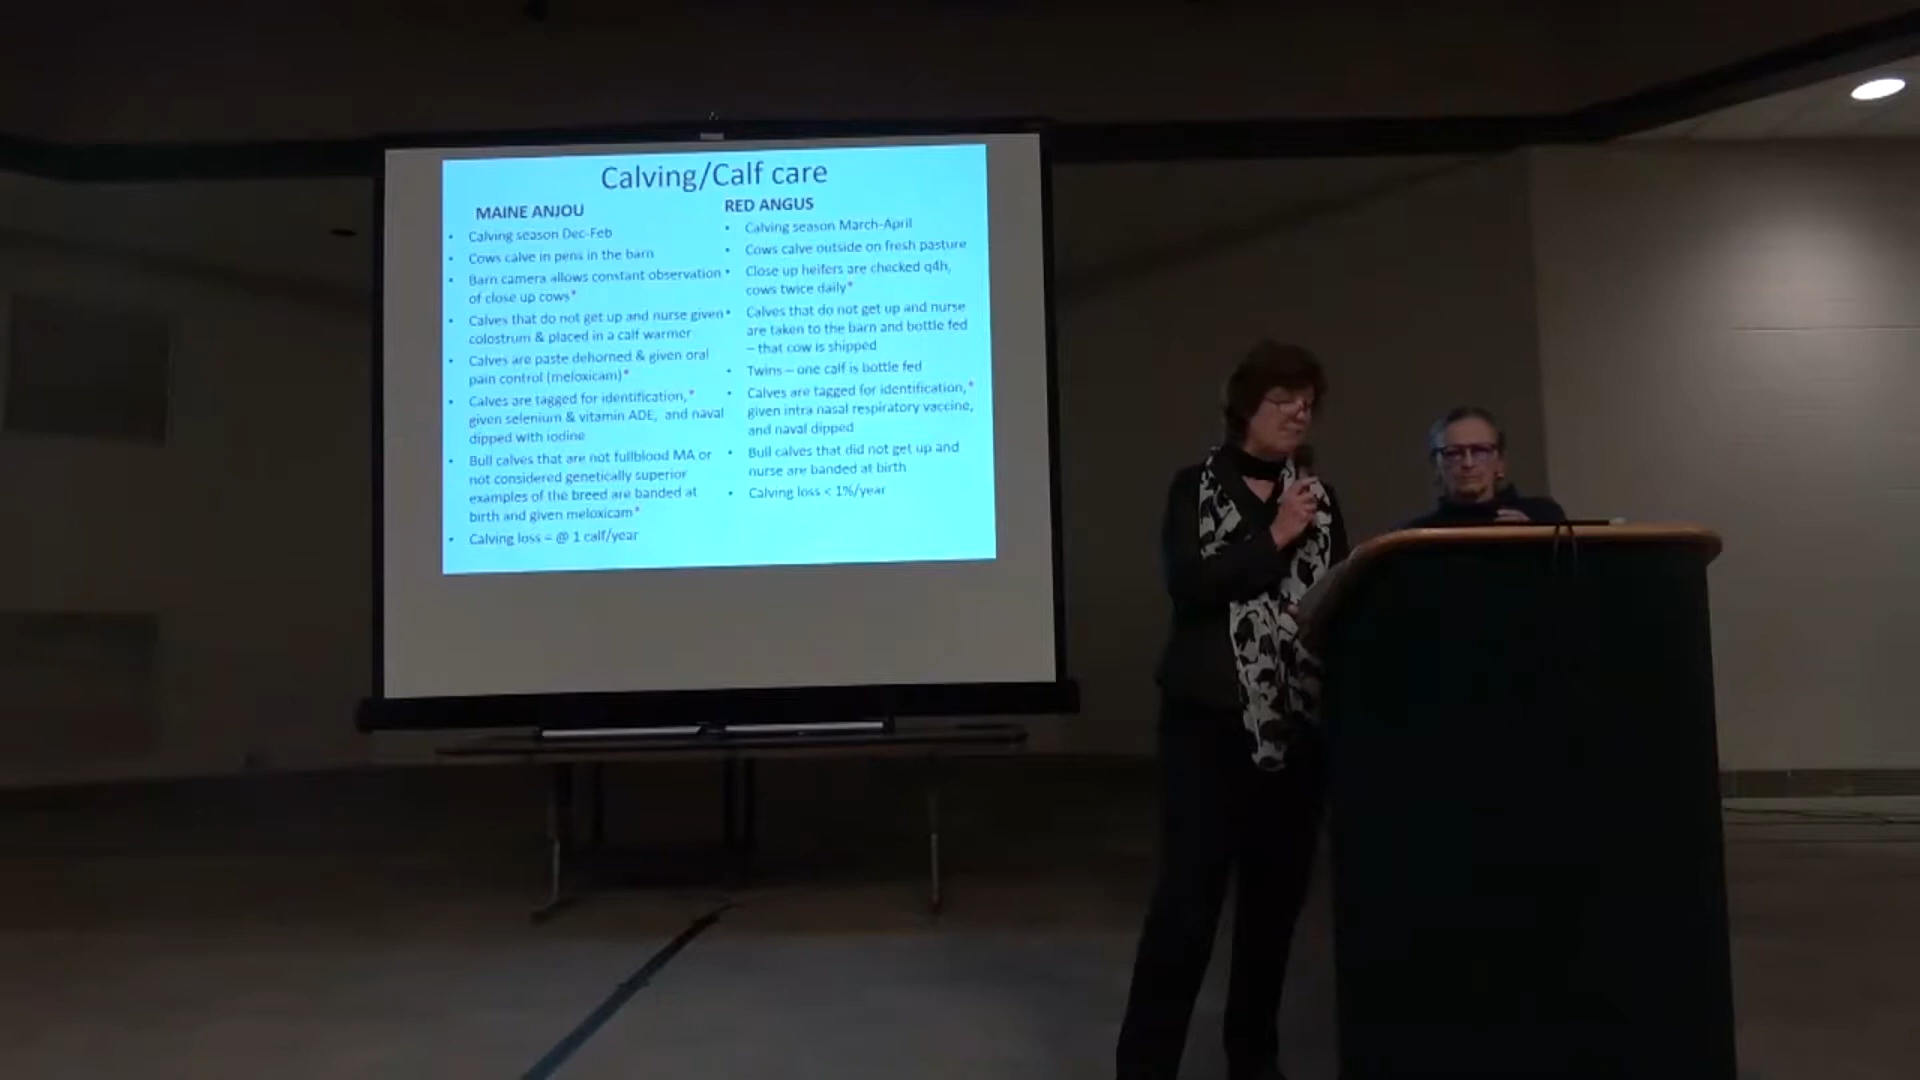 Calving/Calf care
MAINE ANJOU
• Calving season Dec-Feb
• Cows calve in pens in the barn
• Barn camera allows constant observation
of close up cows*
• Calves that do not get up and nurse given
colostrum & placed in a calf warmer
• Calves are paste dehorned & given oral
pain control (meloxicam)*
• Calves are tagged for identification,*
given selenium & vitamin ADE, and naval
dipped with iodine
• Bull calves that are not fullblood MA or
not considered genetically superior
examples of the breed are banded at
birth and given meloxicam*
• Calving loss = @ 1 calf/year
RED ANGUS
• Calving season March-April
• Cows calve outside on fresh pasture
• Close up heifers are checked q4h,
cows twice daily*
• Calves that do not get up and nurse
are taken to the barn and bottle fed
– that cow is shipped
• Twins – one calf is bottle fed
• Calves are tagged for identification,*
given intra nasal respiratory vaccine,
and naval dipped
• Bull calves that did not get up and
nurse are banded at birth
• Calving loss < 1%/year